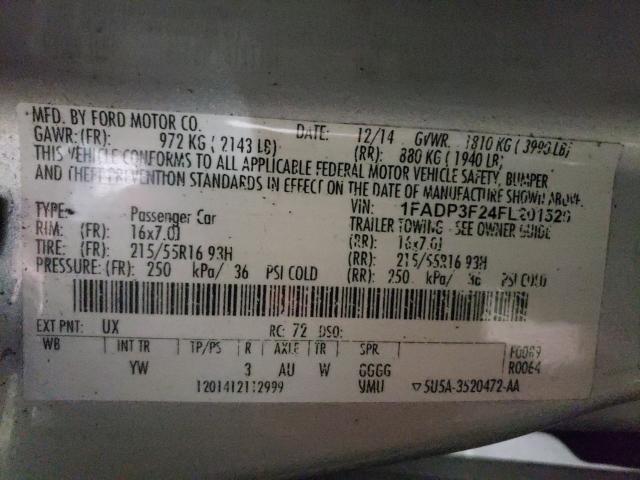 MFD. BY FORD MOTOR CO.
DATE: 12/14 GVWR: 1810 KG ( 3990 LB)
GAWR: (FR): 972 KG ( 2143 LB) (RR): 880 KG ( 1940 LB)
THIS VEHICLE CONFORMS TO ALL APPLICABLE FEDERAL MOTOR VEHICLE SAFETY, BUMPER
AND THEFT PREVENTION STANDARDS IN EFFECT ON THE DATE OF MANUFACTURE SHOWN ABOVE.
VIN:
TYPE: Passenger Car TRAILER TOWING - SEE OWNER GUIDE
RIM: (FR) 16x7.0J (RR): 16x7.0J
TIRE: (FR): 215/55R16 93H (RR): 215/55R16 93H
PRESSURE: (FR): 250 kPa/ 36 PSI COLD (RR): 250 kPa/ 36 PSI COLD
EXT PNT: UX RC: 72 DSO:
WB INT TR TP/PS R AXLE TR SPR
YW 3 AU W GGGG R0064
YMU 5U5A-3520472-AA